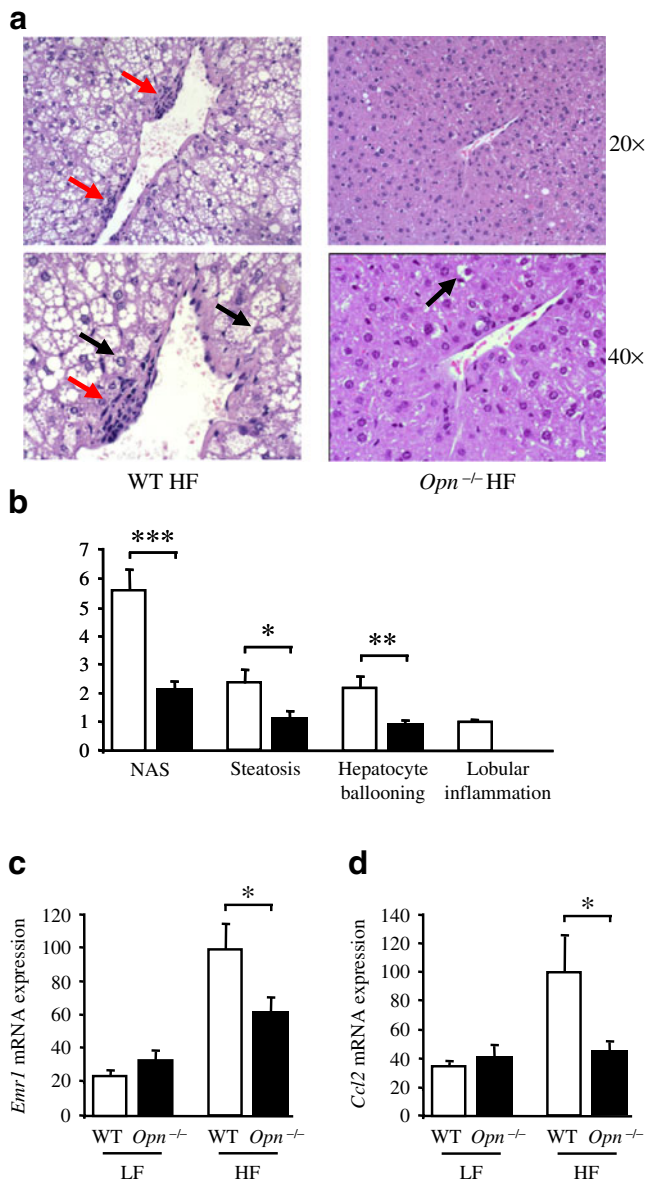 a
20×
40×
WT HF
Opn⁻/⁻ HF
b
7
6
5
4
3
2
1
0
***
*
**
NAS
Steatosis
Hepatocyte
ballooning
Lobular
inflammation
c
Emr1 mRNA expression
120
100
80
60
40
20
0
*
WT Opn⁻/⁻ WT Opn⁻/⁻
LF HF
d
Ccl2 mRNA expression
140
120
100
80
60
40
20
0
*
WT Opn⁻/⁻ WT Opn⁻/⁻
LF HF